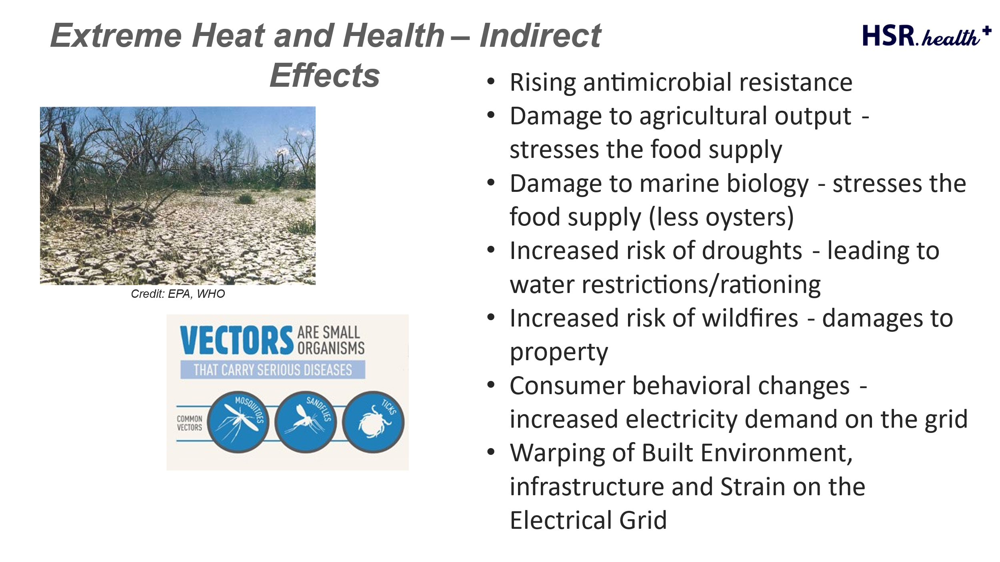 Extreme Heat and Health – Indirect
Effects
HSR.health+
• Rising antimicrobial resistance
• Damage to agricultural output -
stresses the food supply
• Damage to marine biology - stresses the
food supply (less oysters)
• Increased risk of droughts - leading to
water restrictions/rationing
• Increased risk of wildfires - damages to
property
• Consumer behavioral changes -
increased electricity demand on the grid
• Warping of Built Environment,
infrastructure and Strain on the
Electrical Grid
Credit: EPA, WHO
VECTORS ARE SMALL
ORGANISMS
THAT CARRY SERIOUS DISEASES
COMMON
VECTORS
MOSQUITOES
SANDFLIES
TICKS